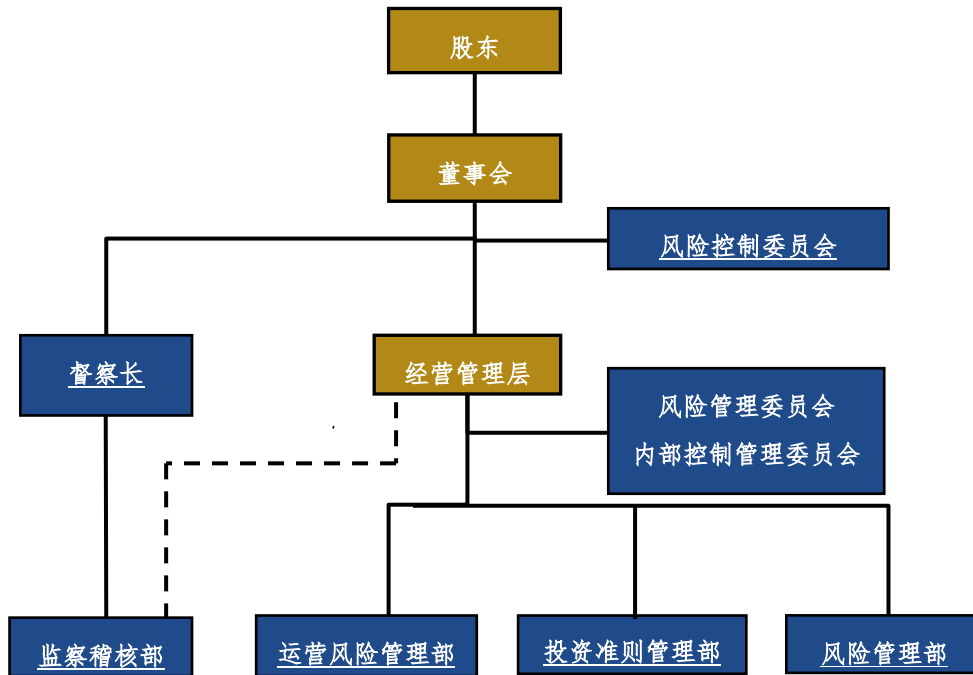 股东
董事会
风险控制委员会
督察长
经营管理层
风险管理委员会
内部控制管理委员会
监察稽核部
运营风险管理部
投资准则管理部
风险管理部